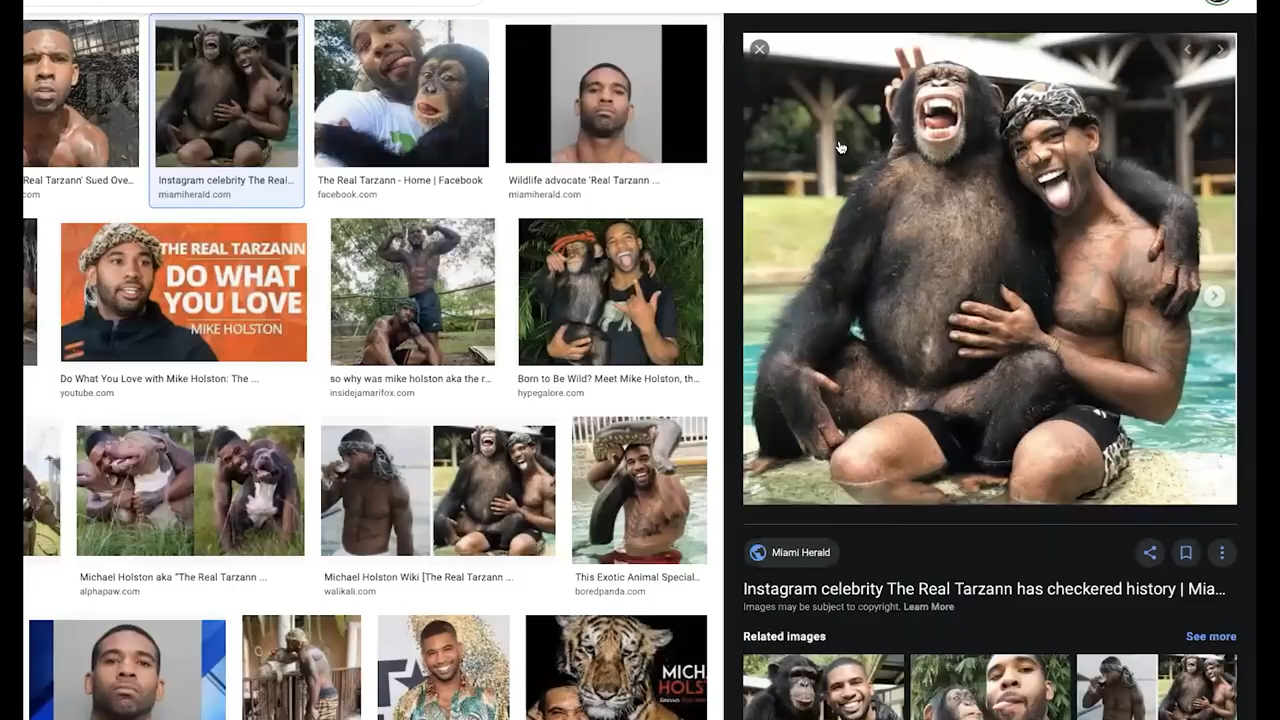 Real Tarzann' Sued Ove...
com
Instagram celebrity The Real...
miamiherald.com
The Real Tarzann - Home | Facebook
facebook.com
Wildlife advocate 'Real Tarzann ...
miamiherald.com
THE REAL TARZANN
DO WHAT
YOU LOVE
MIKE HOLSTON
Do What You Love with Mike Holston: The ...
youtube.com
so why was mike holston aka the r...
insidejamarifox.com
Born to Be Wild? Meet Mike Holston, th...
hypegalore.com
Michael Holston aka "The Real Tarzann ...
alphapaw.com
Michael Holston Wiki [The Real Tarzann ...
walikali.com
This Exotic Animal Special...
boredpanda.com
MICH
HOLS
Miami Herald
Instagram celebrity The Real Tarzann has checkered history | Mia...
Images may be subject to copyright. Learn More
Related images
See more